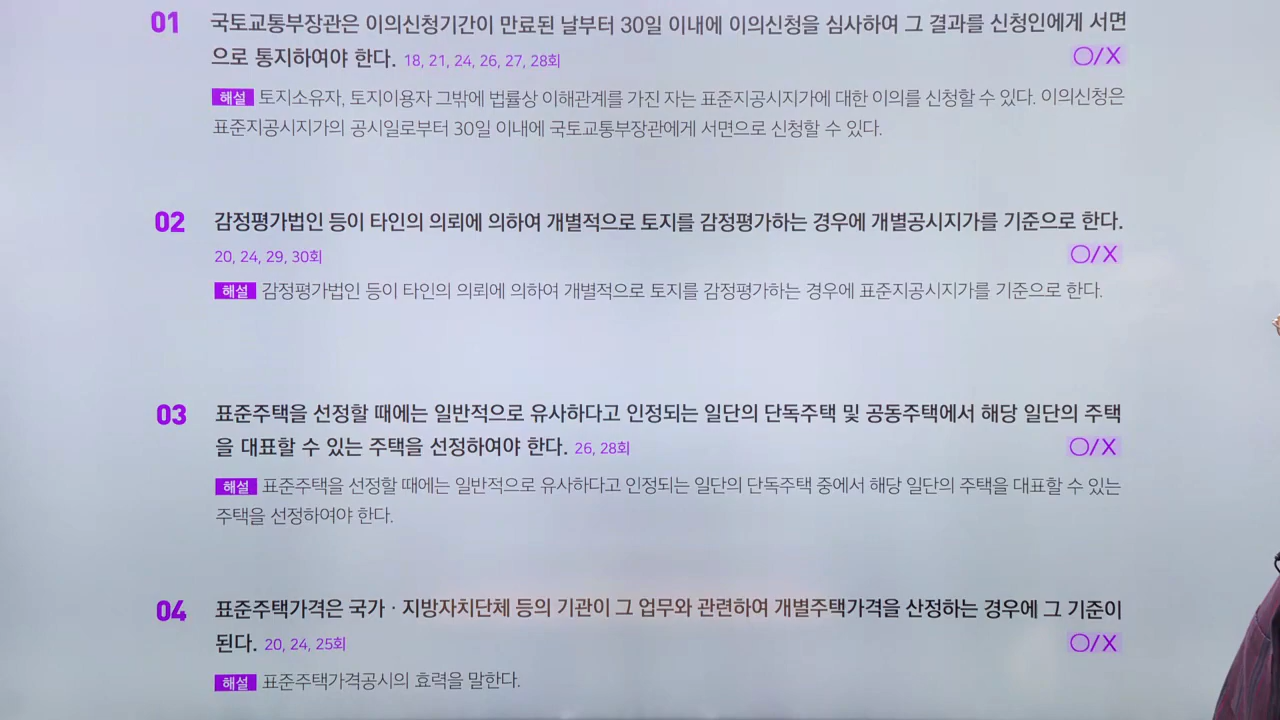 01 국토교통부장관은 이의신청기간이 만료된 날부터 30일 이내에 이의신청을 심사하여 그 결과를 신청인에게 서면
으로 통지하여야 한다. 18, 21, 24, 26, 27, 28회 O/X
해설 토지소유자, 토지이용자 그밖에 법률상 이해관계를 가진 자는 표준지공시지가에 대한 이의를 신청할 수 있다. 이의신청은
표준지공시지가의 공시일로부터 30일 이내에 국토교통부장관에게 서면으로 신청할 수 있다.
02 감정평가법인 등이 타인의 의뢰에 의하여 개별적으로 토지를 감정평가하는 경우에 개별공시지가를 기준으로 한다.
20, 24, 29, 30회 O/X
해설 감정평가법인 등이 타인의 의뢰에 의하여 개별적으로 토지를 감정평가하는 경우에 표준지공시지가를 기준으로 한다.
03 표준주택을 선정할 때에는 일반적으로 유사하다고 인정되는 일단의 단독주택 및 공동주택에서 해당 일단의 주택
을 대표할 수 있는 주택을 선정하여야 한다. 26, 28회 O/X
해설 표준주택을 선정할 때에는 일반적으로 유사하다고 인정되는 일단의 단독주택 중에서 해당 일단의 주택을 대표할 수 있는
주택을 선정하여야 한다.
04 표준주택가격은 국가·지방자치단체 등의 기관이 그 업무와 관련하여 개별주택가격을 산정하는 경우에 그 기준이
된다. 20, 24, 25회 O/X
해설 표준주택가격공시의 효력을 말한다.